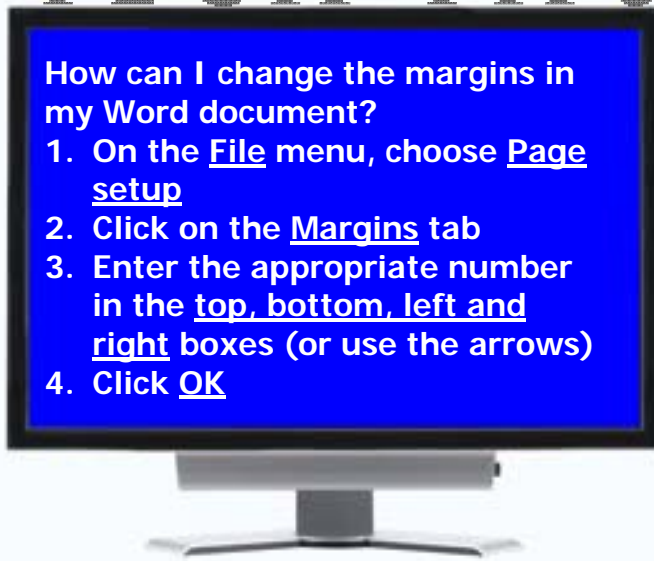 How can I change the margins in
my Word document?
1. On the File menu, choose Page
setup
2. Click on the Margins tab
3. Enter the appropriate number
in the top, bottom, left and
right boxes (or use the arrows)
4. Click OK